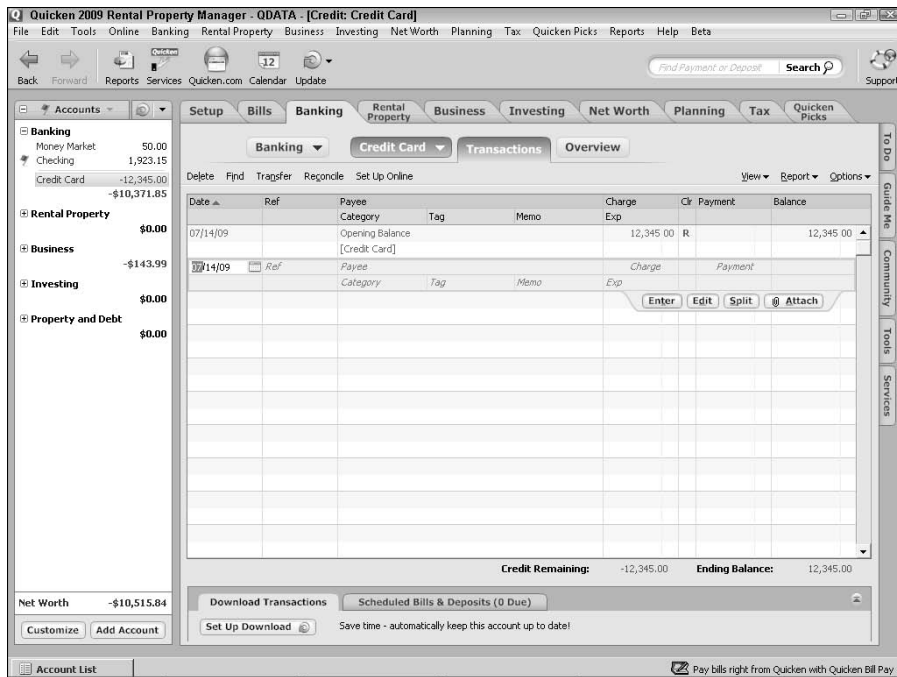 Quicken 2009 Rental Property Manager - QDATA - [Credit: Credit Card]
File Edit Tools Online Banking Rental Property Business Investing Net Worth Planning Tax Quicken Picks Reports Help Beta
Quicken
12
Find Payment or Deposit Search
Back Forward Reports Services Quicken.com Calendar Update Support
Accounts
Setup Bills Banking Rental Property Business Investing Net Worth Planning Tax Quicken Picks
Banking
Money Market 50.00
Checking 1,923.15
Credit Card -12,345.00
-$10,371.85
Rental Property
$0.00
Business
-$143.99
Investing
$0.00
Property and Debt
$0.00
Banking Credit Card Transactions Overview
Delete Find Transfer Reconcile Set Up Online View Report Options
Date Ref Payee Charge Clr Payment Balance
Category Tag Memo Exp
07/14/09 Opening Balance 12,345 00 R 12,345 00
[Credit Card]
07/14/09 Ref Payee Charge Payment
Category Tag Memo Exp
Enter Edit Split Attach
Credit Remaining: -12,345.00 Ending Balance: 12,345.00
To Do
Guide Me
Community
Tools
Services
Net Worth -$10,515.84
Customize Add Account
Download Transactions Scheduled Bills & Deposits (0 Due)
Set Up Download Save time - automatically keep this account up to date!
Account List Pay bills right from Quicken with Quicken Bill Pay